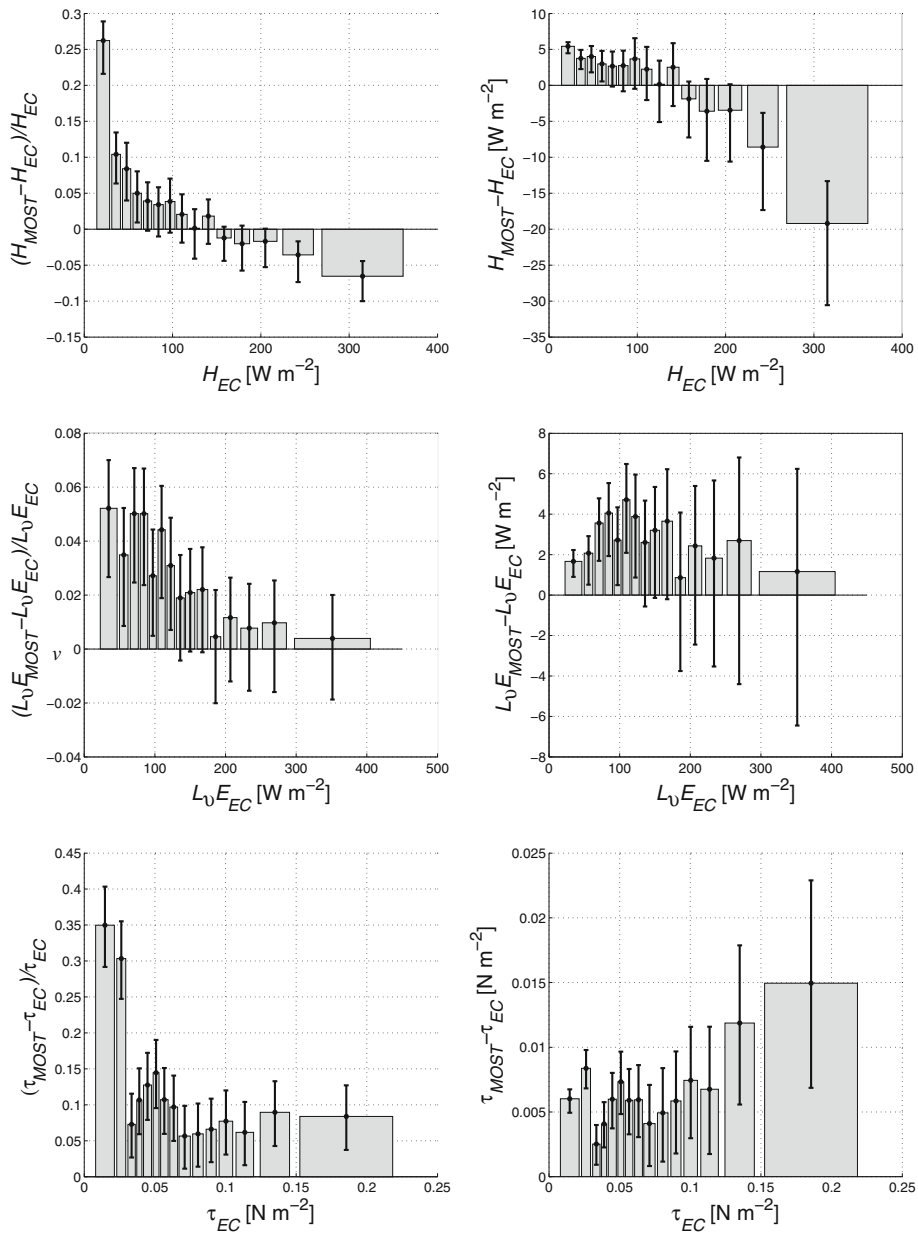 0.3
0.25
0.2
0.15
0.1
0.05
0
−0.05
−0.1
−0.15
0 100 200 300 400
(H_MOST−H_EC)/H_EC
H_EC [W m−2]
10
5
0
−5
−10
−15
−20
−25
−30
−35
0 100 200 300 400
H_MOST−H_EC [W m−2]
H_EC [W m−2]
0.08
0.06
0.04
0.02
0
−0.02
−0.04
0 100 200 300 400 500
(LυE_MOST−LυE_EC)/LυE_EC
v
LυE_EC [W m−2]
8
6
4
2
0
−2
−4
−6
−8
0 100 200 300 400 500
LυE_MOST−LυE_EC [W m−2]
LυE_EC [W m−2]
0.45
0.4
0.35
0.3
0.25
0.2
0.15
0.1
0.05
0
0 0.05 0.1 0.15 0.2 0.25
(τ_MOST−τ_EC)/τ_EC
τ_EC [N m−2]
0.025
0.02
0.015
0.01
0.005
0
0 0.05 0.1 0.15 0.2 0.25
τ_MOST−τ_EC [N m−2]
τ_EC [N m−2]